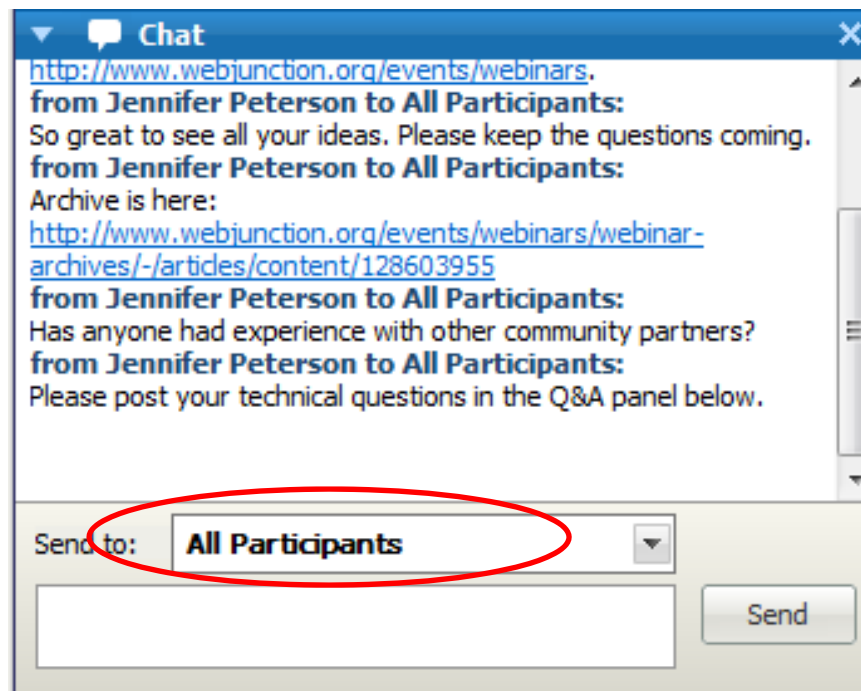 Chat
http://www.webjunction.org/events/webinars.
from Jennifer Peterson to All Participants:
So great to see all your ideas. Please keep the questions coming.
from Jennifer Peterson to All Participants:
Archive is here:
http://www.webjunction.org/events/webinars/webinar-
archives/-/articles/content/128603955
from Jennifer Peterson to All Participants:
Has anyone had experience with other community partners?
from Jennifer Peterson to All Participants:
Please post your technical questions in the Q&A panel below.
Send to: All Participants
Send